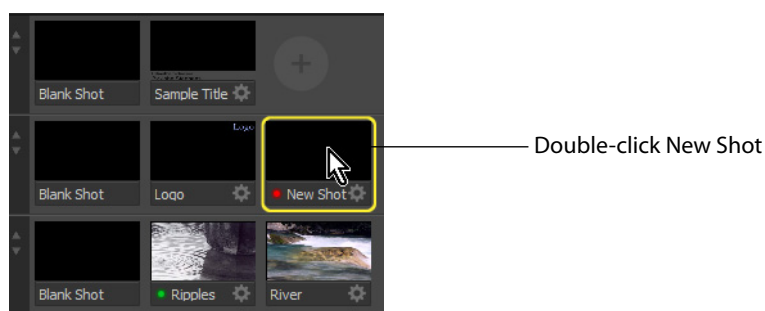 Blank Shot
Sample Title
Logo
Blank Shot
Logo
New Shot
Double-click New Shot
Blank Shot
Ripples
River